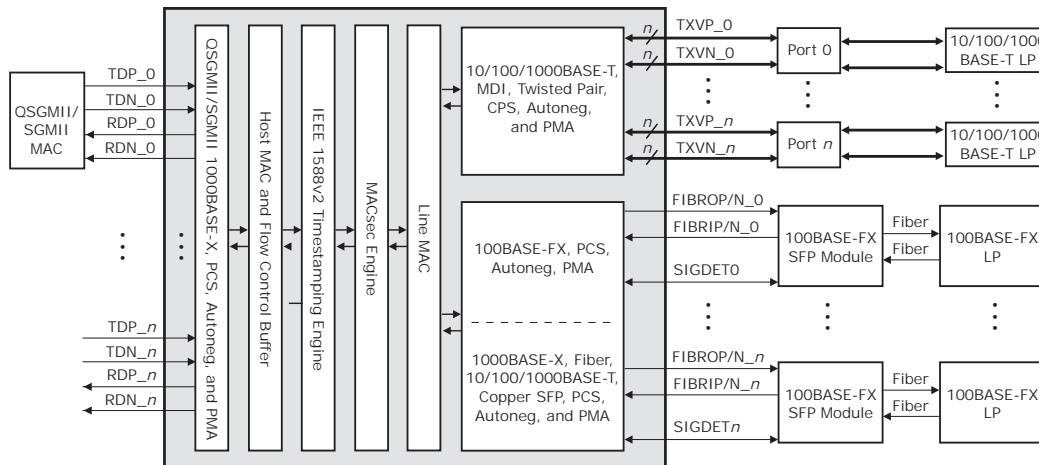 QSGMII/
SGMII
MAC
TDP_0
TDN_0
RDP_0
RDN_0
TDP_n
TDN_n
RDP_n
RDN_n
QSGMII/SGMII 1000BASE-X, PCS, Autoneg, and PMA
Host MAC and Flow Control Buffer
IEEE 1588v2 Timestamping Engine
MACsec Engine
Line MAC
10/100/1000BASE-T,
MDI, Twisted Pair,
CPS, Autoneg,
and PMA
n TXVP_0
n TXVN_0
n TXVP_n
n TXVN_n
Port 0
Port n
10/100/1000
BASE-T LP
10/100/1000
BASE-T LP
100BASE-FX, PCS,
Autoneg, PMA
1000BASE-X, Fiber,
10/100/1000BASE-T,
Copper SFP, PCS,
Autoneg, and PMA
FIBROP/N_0
FIBRIP/N_0
SIGDET0
FIBROP/N_n
FIBRIP/N_n
SIGDETn
100BASE-FX
SFP Module
Fiber
Fiber
100BASE-FX
LP
100BASE-FX
SFP Module
Fiber
Fiber
100BASE-FX
LP